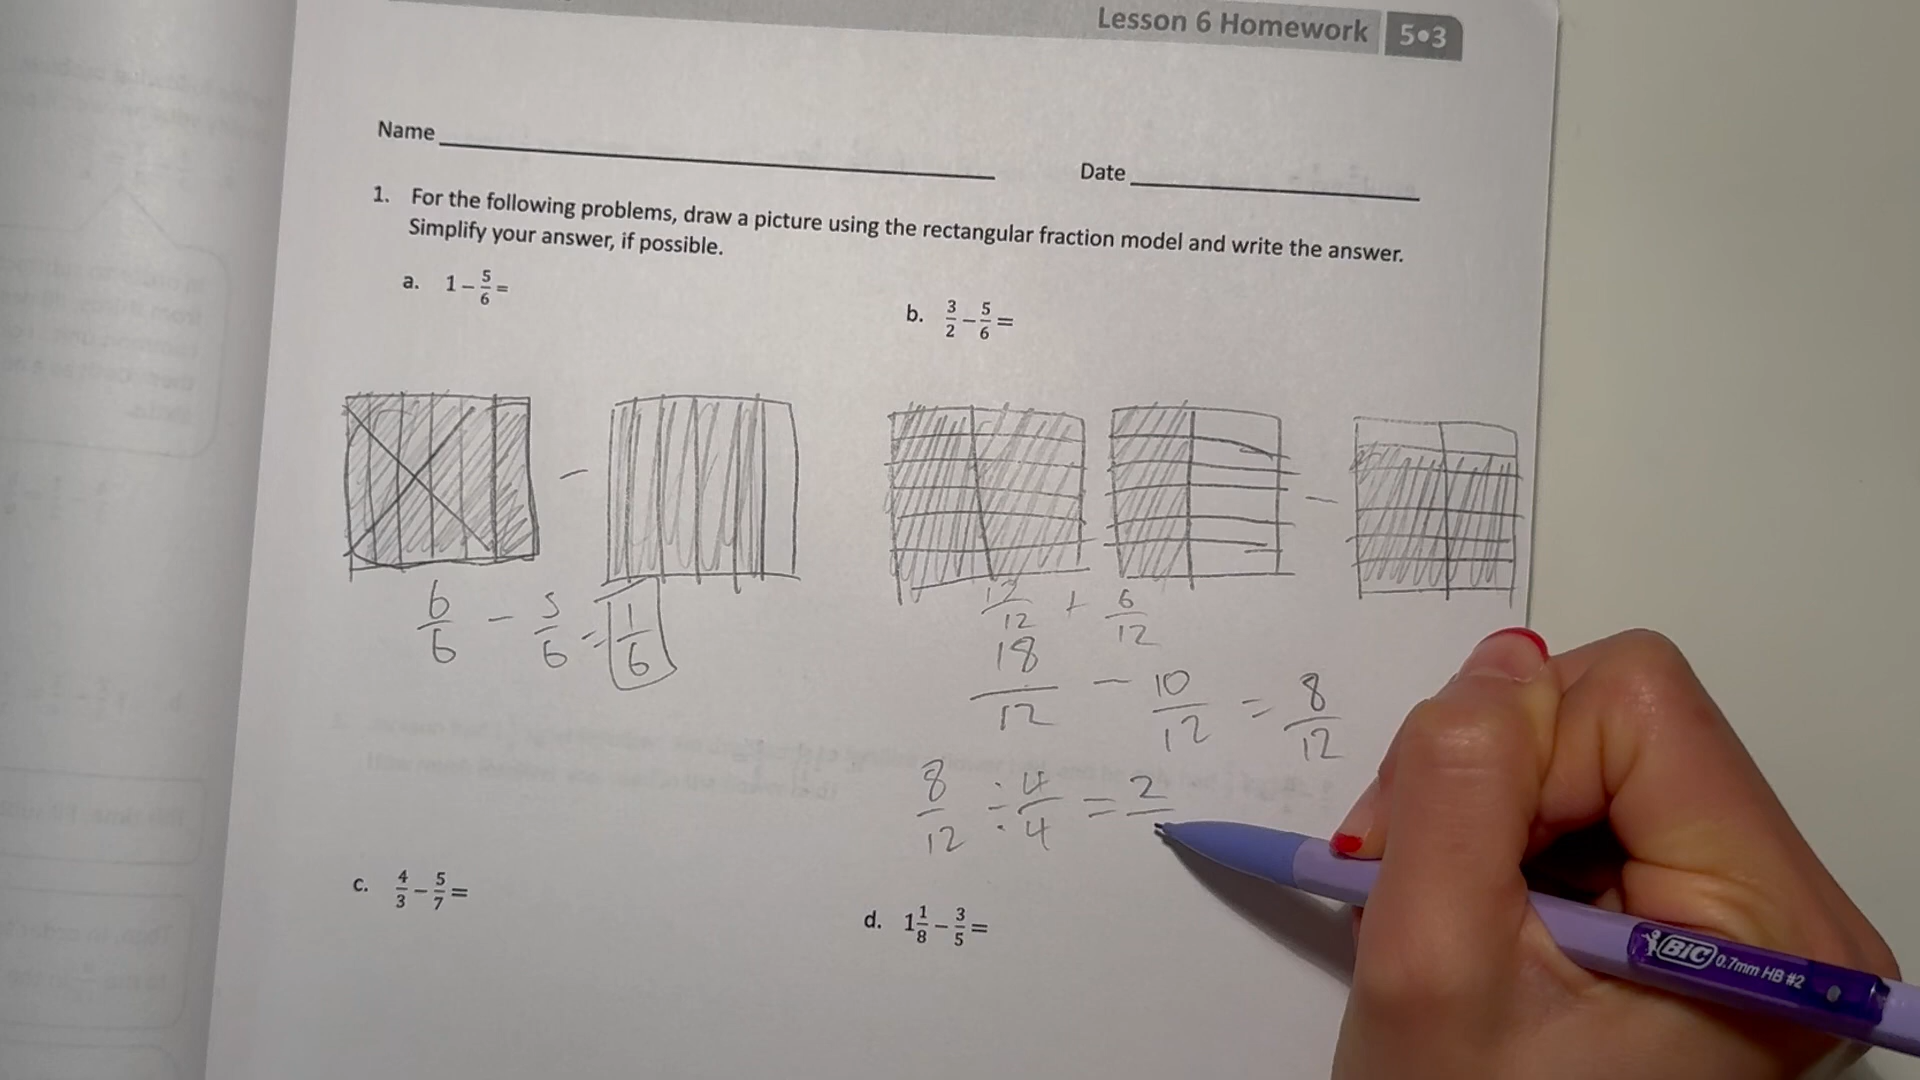 Lesson 6 Homework 5•3
Name
Date
1. For the following problems, draw a picture using the rectangular fraction model and write the answer.
Simplify your answer, if possible.
a. 1 - 5/6 =
b. 3/2 - 5/6 =
6/6 - 5/6 = 1/6
12/12 + 6/12
18/12 - 10/12 = 8/12
8/12 ÷ 4/4 = 2
c. 4/3 - 5/7 =
d. 1 1/8 - 3/5 =
BIC 0.7mm HB #2